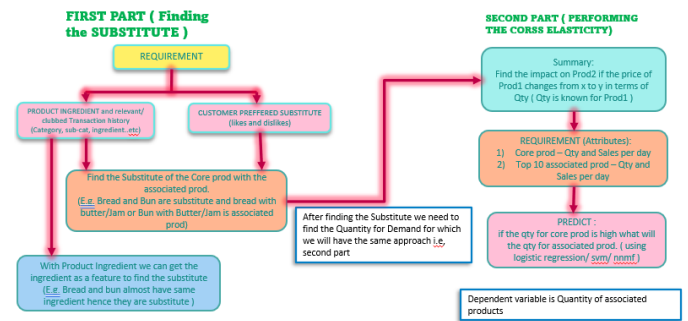 FIRST PART ( Finding
the SUBSTITUTE )
REQUIREMENT
PRODUCT INGREDIENT and relevant/
clubbed Transaction history
(Category, sub-cat, ingredient..etc)
CUSTOMER PREFFERED SUBSTITUTE
(likes and dislikes)
Find the Substitute of the Core prod with the
associated prod.
(E.g. Bread and Bun are substitute and bread with
butter/Jam or Bun with Butter/Jam is associated
prod)
With Product Ingredient we can get the
ingredient as a feature to find the substitute
(E.g. Bread and bun almost have same
ingredient hence they are substitute )
After finding the Substitute we need to
find the Quantity for Demand for which
we will have the same approach i.e,
second part
SECOND PART ( PERFORMING
THE CORSS ELASTICITY)
Summary:
Find the impact on Prod2 if the price of
Prod1 changes from x to y in terms of
Qty ( Qty is known for Prod1 )
REQUIREMENT (Attributes):
1) Core prod – Qty and Sales per day
2) Top 10 associated prod – Qty and
Sales per day
PREDICT :
if the qty for core prod is high what will
the qty for associated prod. ( using
logistic regression/ svm/ nnmf )
Dependent variable is Quantity of associated
products